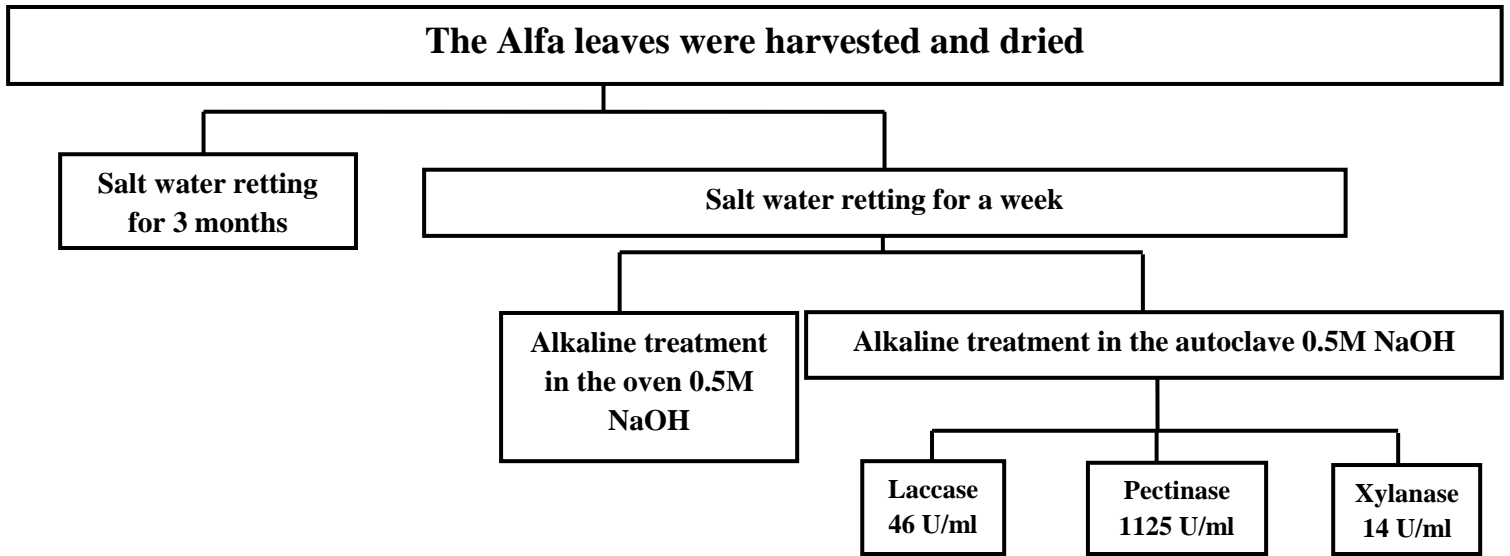 The Alfa leaves were harvested and dried
Salt water retting
for 3 months
Salt water retting for a week
Alkaline treatment
in the oven 0.5M
NaOH
Alkaline treatment in the autoclave 0.5M NaOH
Laccase
46 U/ml
Pectinase
1125 U/ml
Xylanase
14 U/ml